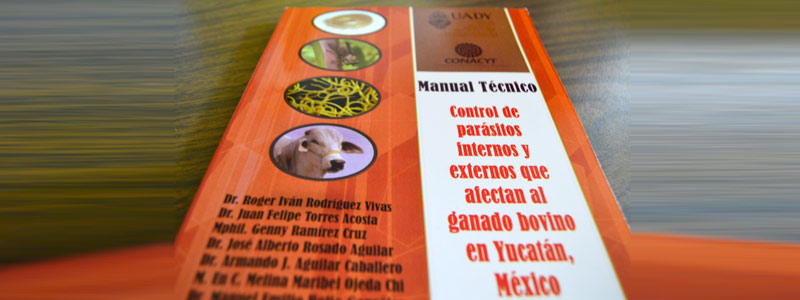 UADY
CONACYT
Manual Técnico
Control de
parásitos
internos y
externos que
afectan al
ganado bovino
en Yucatán,
México
Dr. Roger Iván Rodríguez Vivas
Dr. Juan Felipe Torres Acosta
Mphil. Genny Ramírez Cruz
Dr. José Alberto Rosado Aguilar
Dr. Armando J. Aguilar Caballero
M. En C. Melina Maribel Ojeda Chi